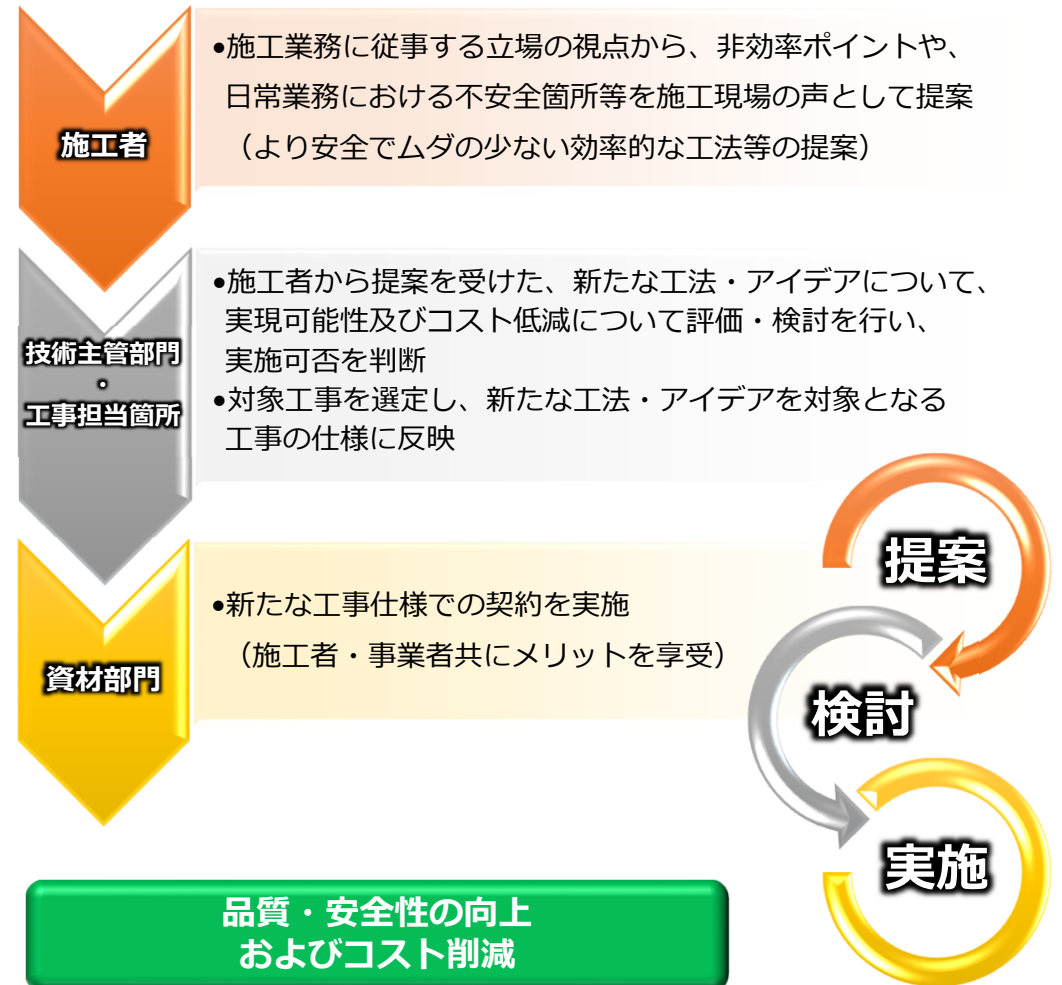 施工者
•施工業務に従事する立場の視点から、非効率ポイントや、
日常業務における不安全箇所等を施工現場の声として提案
（より安全でムダの少ない効率的な工法等の提案）
技術主管部門
・
工事担当箇所
•施工者から提案を受けた、新たな工法・アイデアについて、
実現可能性及びコスト低減について評価・検討を行い、
実施可否を判断
•対象工事を選定し、新たな工法・アイデアを対象となる
工事の仕様に反映
資材部門
•新たな工事仕様での契約を実施
（施工者・事業者共にメリットを享受）
提案
検討
実施
品質・安全性の向上
およびコスト削減